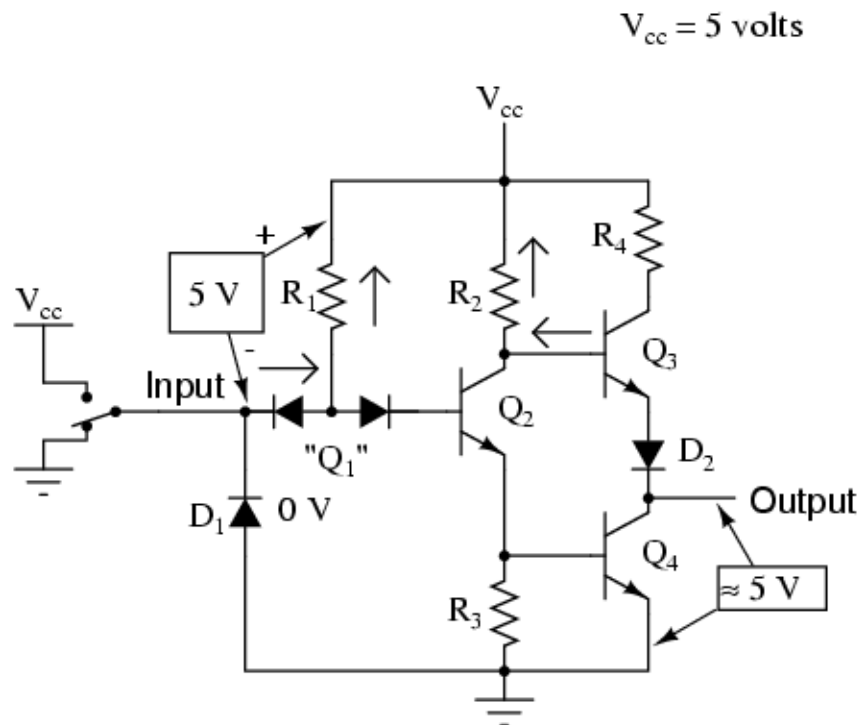 Vcc = 5 volts
Vcc
+
R4
5 V
R1
R2
Vcc
-
Q3
Input
Q2
"Q1"
D2
D1
0 V
Output
Q4
R3
≈ 5 V